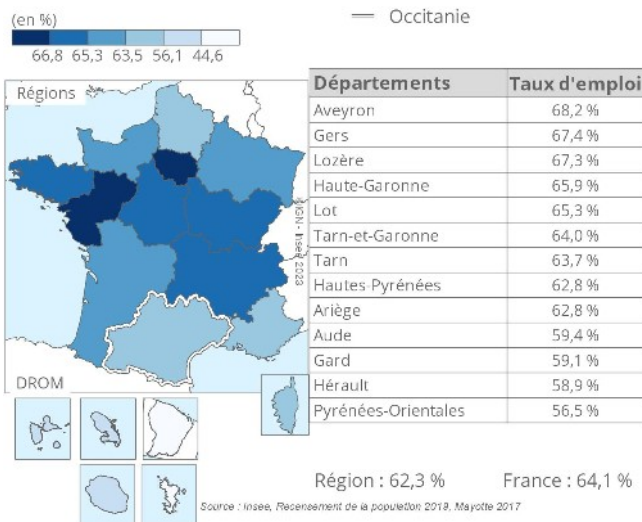 (en %)
66,8 65,3 63,5 56,1 44,6
Occitanie
Régions
©IGN - Insee 2023
DROM
Départements Taux d'emploi
Aveyron 68,2 %
Gers 67,4 %
Lozère 67,3 %
Haute-Garonne 65,9 %
Lot 65,3 %
Tarn-et-Garonne 64,0 %
Tarn 63,7 %
Hautes-Pyrénées 62,8 %
Ariège 62,8 %
Aude 59,4 %
Gard 59,1 %
Hérault 58,9 %
Pyrénées-Orientales 56,5 %
Région : 62,3 % France : 64,1 %
Source : Insee, Recensement de la population 2019, Mayotte 2017